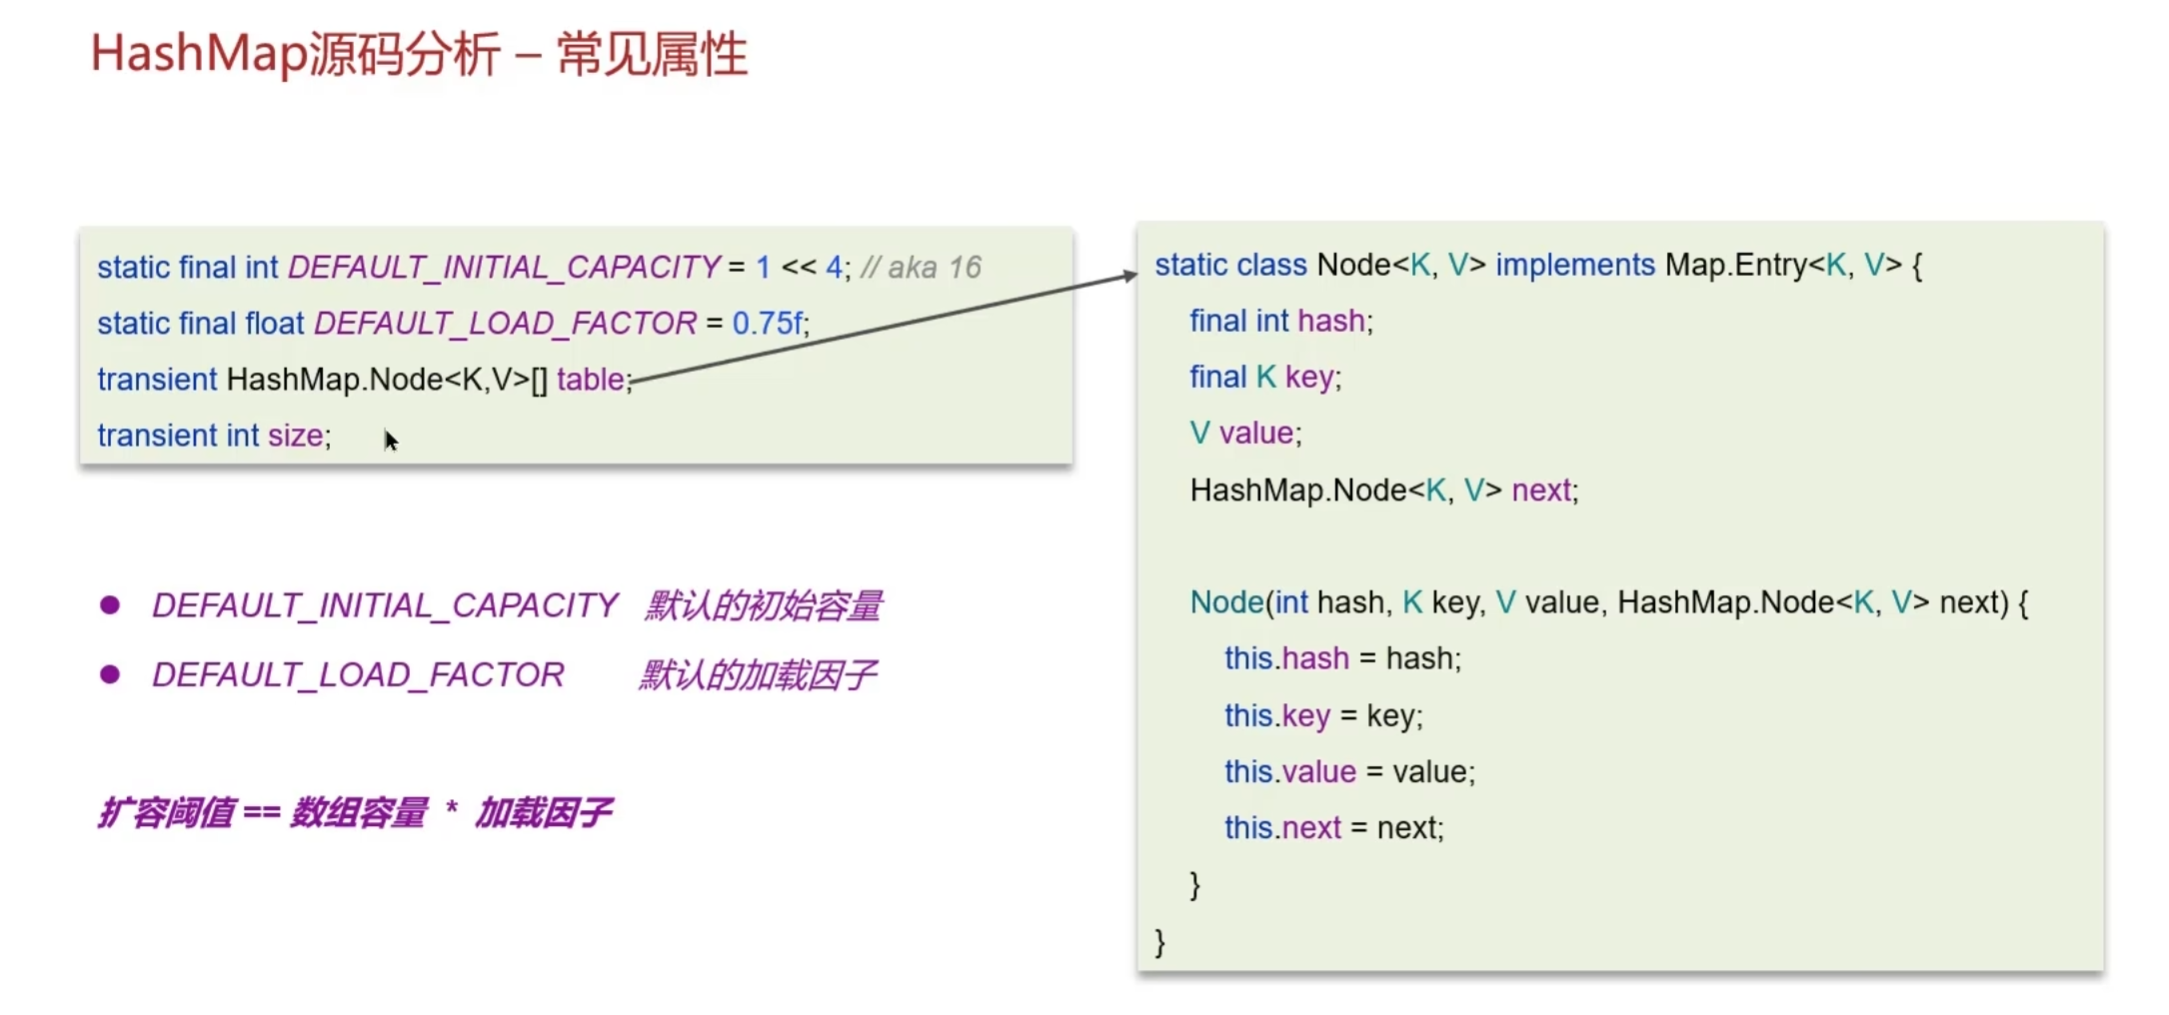 HashMap源码分析 – 常见属性
static final int DEFAULT_INITIAL_CAPACITY = 1 << 4; // aka 16
static final float DEFAULT_LOAD_FACTOR = 0.75f;
transient HashMap.Node<K,V>[] table;
transient int size;
● DEFAULT_INITIAL_CAPACITY 默认的初始容量
● DEFAULT_LOAD_FACTOR 默认的加载因子
扩容阈值 == 数组容量 * 加载因子
static class Node<K, V> implements Map.Entry<K, V> {
final int hash;
final K key;
V value;
HashMap.Node<K, V> next;
Node(int hash, K key, V value, HashMap.Node<K, V> next) {
this.hash = hash;
this.key = key;
this.value = value;
this.next = next;
}
}